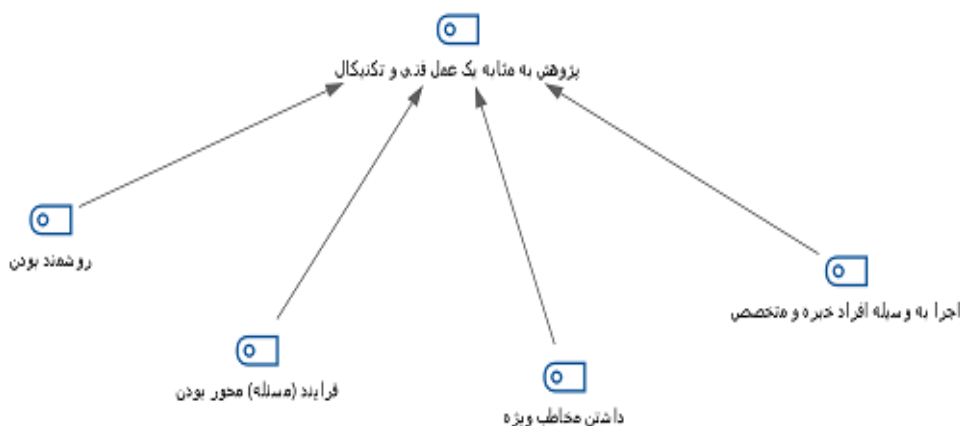 پژوهش به مثابه یک عمل فنی و تکنیکال
روشمند بودن
اجرا به وسیله افراد خبره و متخصص
فرایند (مسئله) محور بودن
داشتن مخاطب ویژه